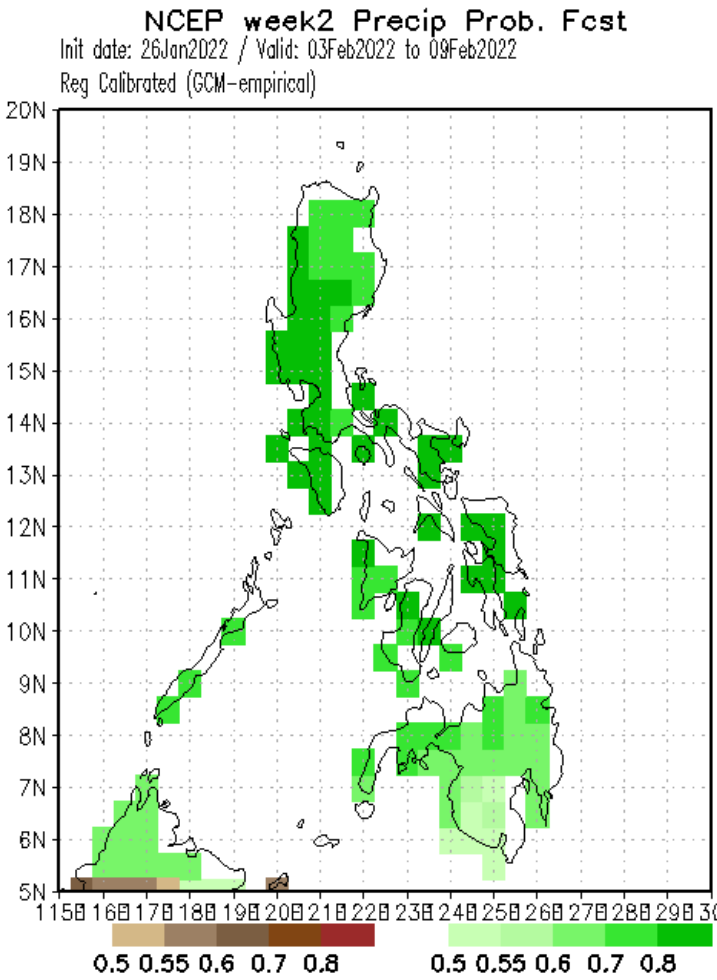 NCEP week2 Precip Prob. Fcst
Init date: 26Jan2022 / Valid: 03Feb2022 to 09Feb2022
Reg Calibrated (GCM-empirical)
20N
19N
18N
17N
16N
15N
14N
13N
12N
11N
10N
9N
8N
7N
6N
5N
0.5 0.55 0.6 0.7 0.8 0.5 0.55 0.6 0.7 0.8